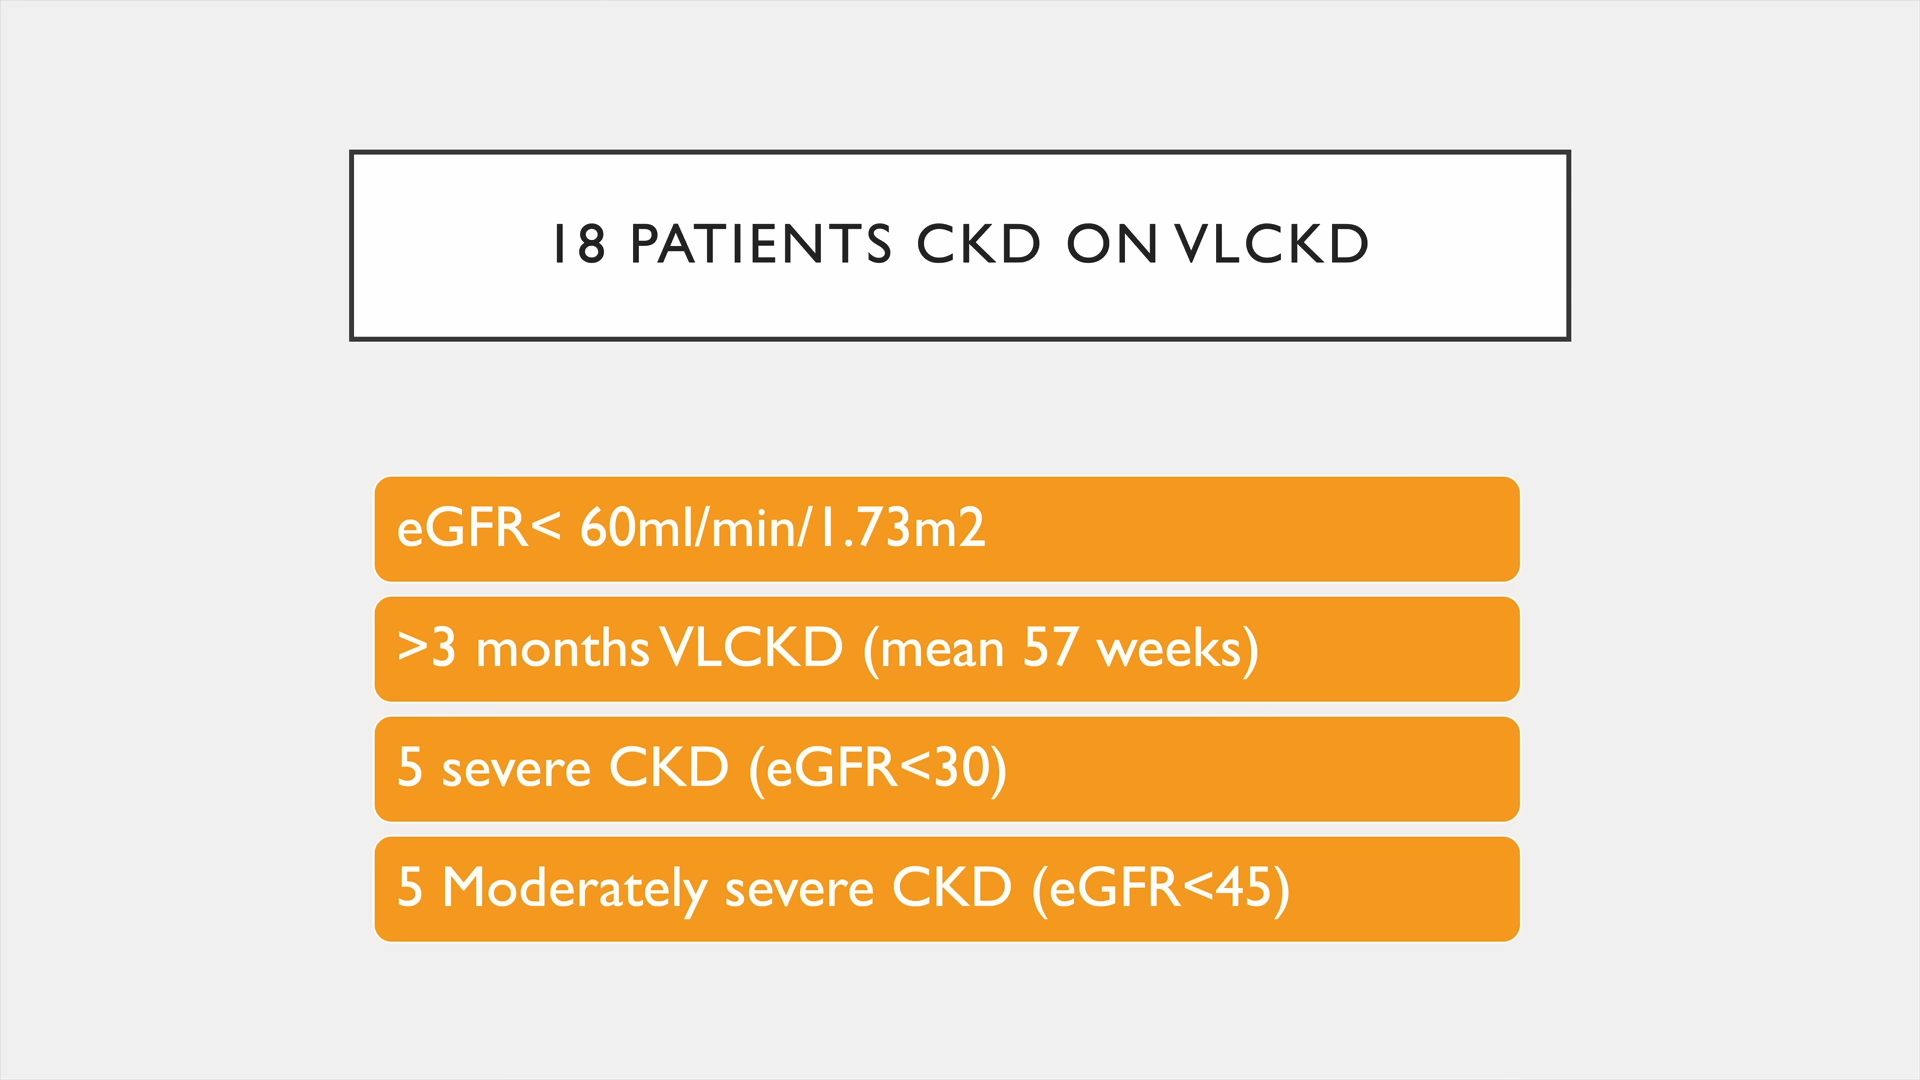 18 PATIENTS CKD ON VLCKD
eGFR< 60ml/min/1.73m2
>3 months VLCKD (mean 57 weeks)
5 severe CKD (eGFR<30)
5 Moderately severe CKD (eGFR<45)